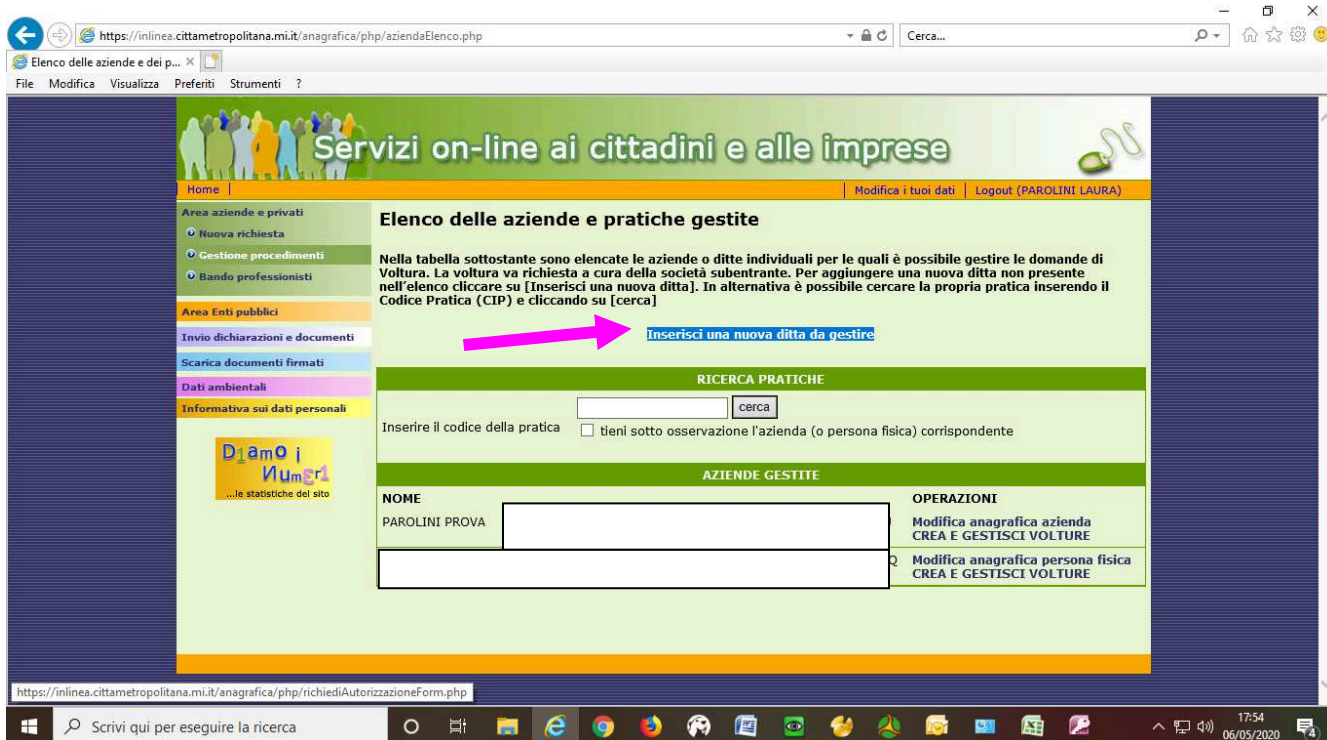 https://inlinea.cittametropolitana.mi.it/anagrafica/php/aziendaElenco.php
Cerca...
Elenco delle aziende e dei p...
File Modifica Visualizza Preferiti Strumenti ?
Servizi on-line ai cittadini e alle imprese
Home | | Modifica i tuoi dati | Logout (PAROLINI LAURA)
Area aziende e privati
Nuova richiesta
Gestione procedimenti
Bando professionisti
Area Enti pubblici
Invio dichiarazioni e documenti
Scarica documenti firmati
Dati ambientali
Informativa sui dati personali
D1amo i
Numer1
...le statistiche del sito
Elenco delle aziende e pratiche gestite
Nella tabella sottostante sono elencate le aziende o ditte individuali per le quali è possibile gestire le domande di
Voltura. La voltura va richiesta a cura della società subentrante. Per aggiungere una nuova ditta non presente
nell'elenco cliccare su [Inserisci una nuova ditta]. In alternativa è possibile cercare la propria pratica inserendo il
Codice Pratica (CIP) e cliccando su [cerca]
Inserisci una nuova ditta da gestire
RICERCA PRATICHE
cerca
Inserire il codice della pratica tieni sotto osservazione l'azienda (o persona fisica) corrispondente
AZIENDE GESTITE
NOME OPERAZIONI
PAROLINI PROVA Modifica anagrafica azienda
CREA E GESTISCI VOLTURE
Q Modifica anagrafica persona fisica
CREA E GESTISCI VOLTURE
https://inlinea.cittametropolitana.mi.it/anagrafica/php/richiediAutorizzazioneForm.php
Scrivi qui per eseguire la ricerca
17:54
06/05/2020
4